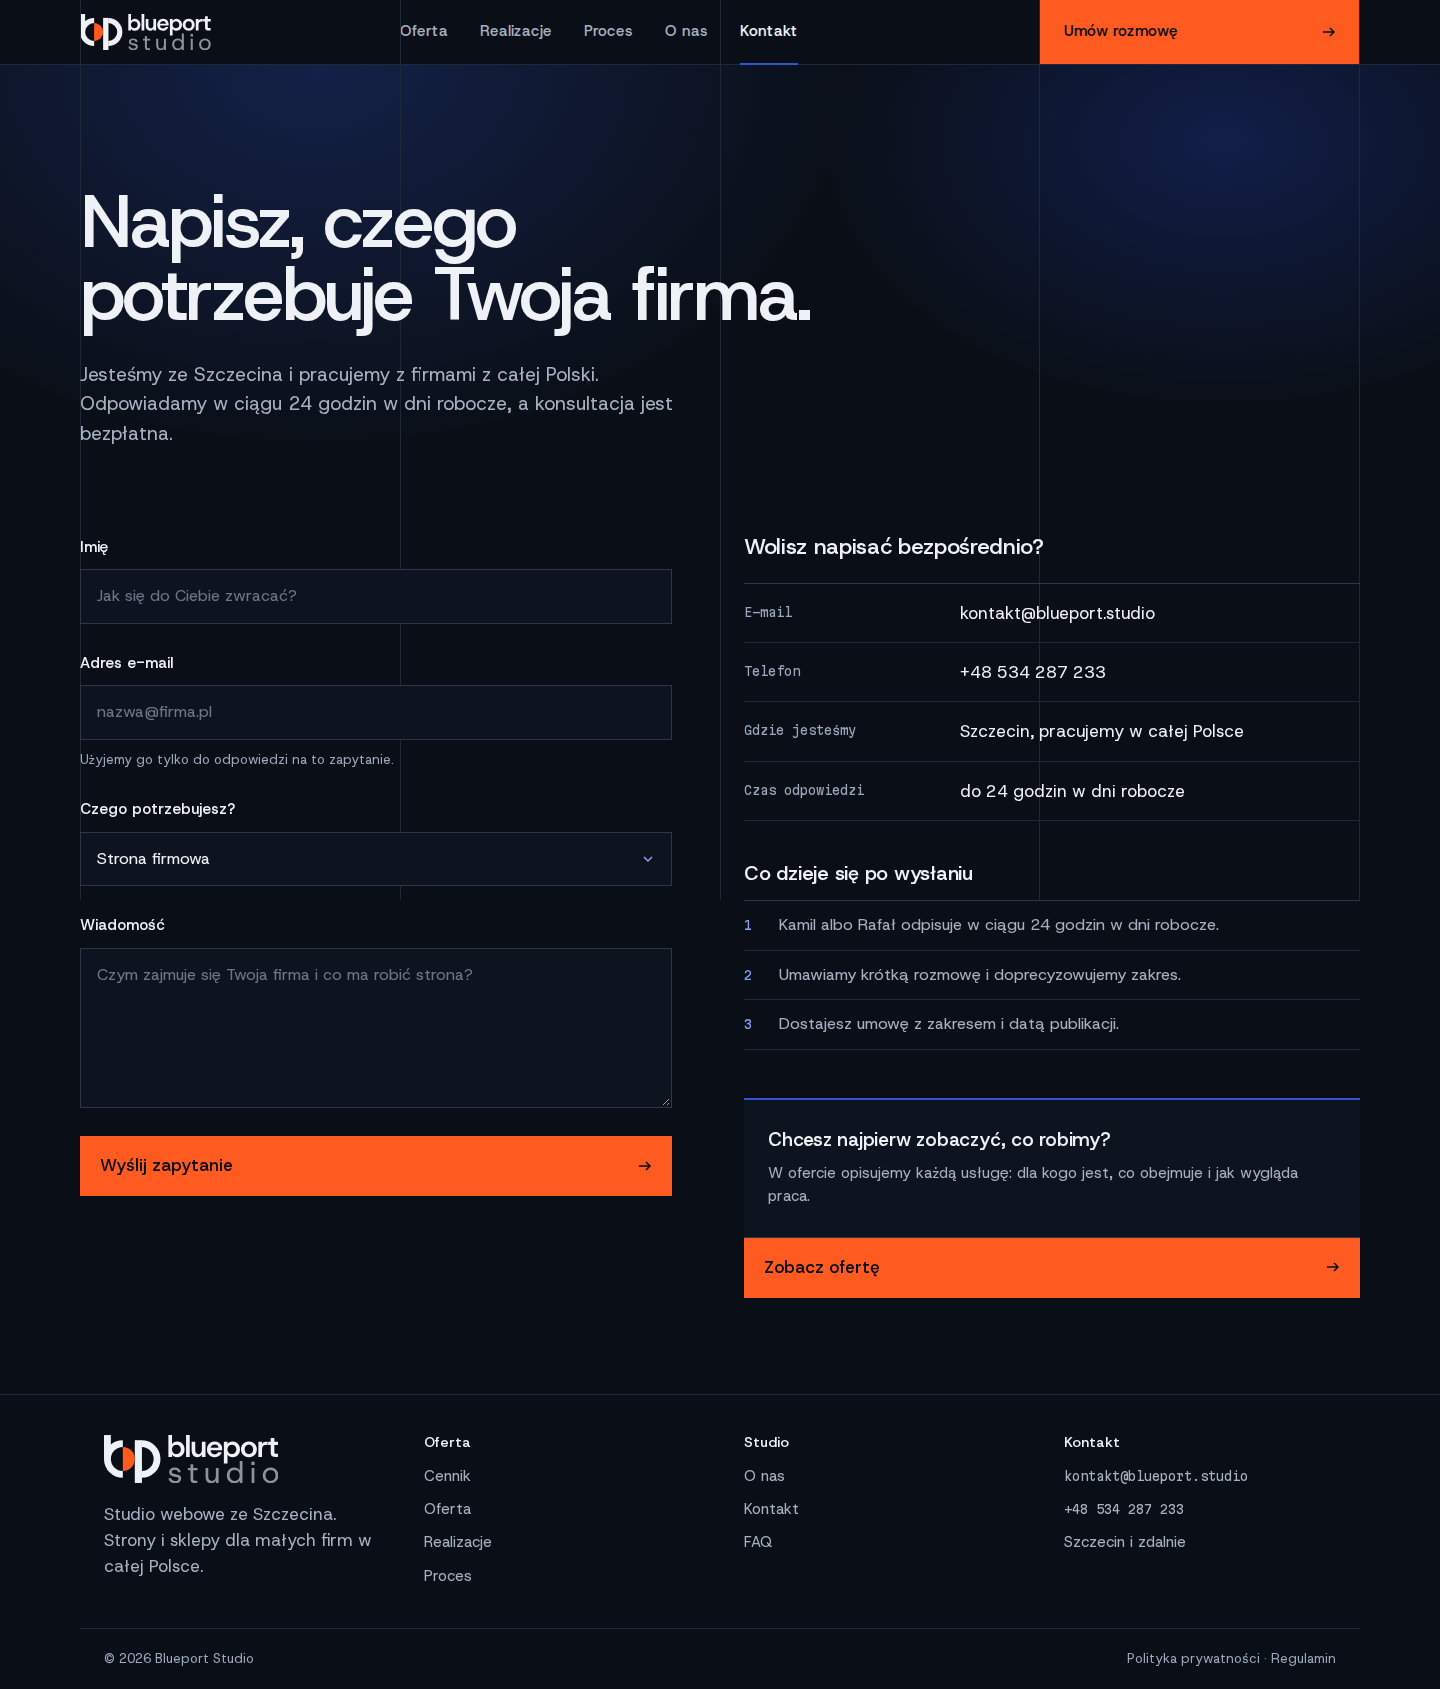 blueport
studio
Oferta
Realizacje
Proces
O nas
Kontakt
Umów rozmowę
Napisz, czego
potrzebuje Twoja firma.
Jesteśmy ze Szczecina i pracujemy z firmami z całej Polski.
Odpowiadamy w ciągu 24 godzin w dni robocze, a konsultacja jest
bezpłatna.
Imię
Jak się do Ciebie zwracać?
Adres e-mail
nazwa@firma.pl
Użyjemy go tylko do odpowiedzi na to zapytanie.
Czego potrzebujesz?
Strona firmowa
Wiadomość
Czym zajmuje się Twoja firma i co ma robić strona?
Wyślij zapytanie
Wolisz napisać bezpośrednio?
E-mail
kontakt@blueport.studio
Telefon
+48 534 287 233
Gdzie jesteśmy
Szczecin, pracujemy w całej Polsce
Czas odpowiedzi
do 24 godzin w dni robocze
Co dzieje się po wysłaniu
1 Kamil albo Rafał odpisuje w ciągu 24 godzin w dni robocze.
2 Umawiamy krótką rozmowę i doprecyzowujemy zakres.
3 Dostajesz umowę z zakresem i datą publikacji.
Chcesz najpierw zobaczyć, co robimy?
W ofercie opisujemy każdą usługę: dla kogo jest, co obejmuje i jak wygląda
praca.
Zobacz ofertę
blueport
studio
Studio webowe ze Szczecina.
Strony i sklepy dla małych firm w
całej Polsce.
Oferta
Cennik
Oferta
Realizacje
Proces
Studio
O nas
Kontakt
FAQ
Kontakt
kontakt@blueport.studio
+48 534 287 233
Szczecin i zdalnie
© 2026 Blueport Studio
Polityka prywatności · Regulamin